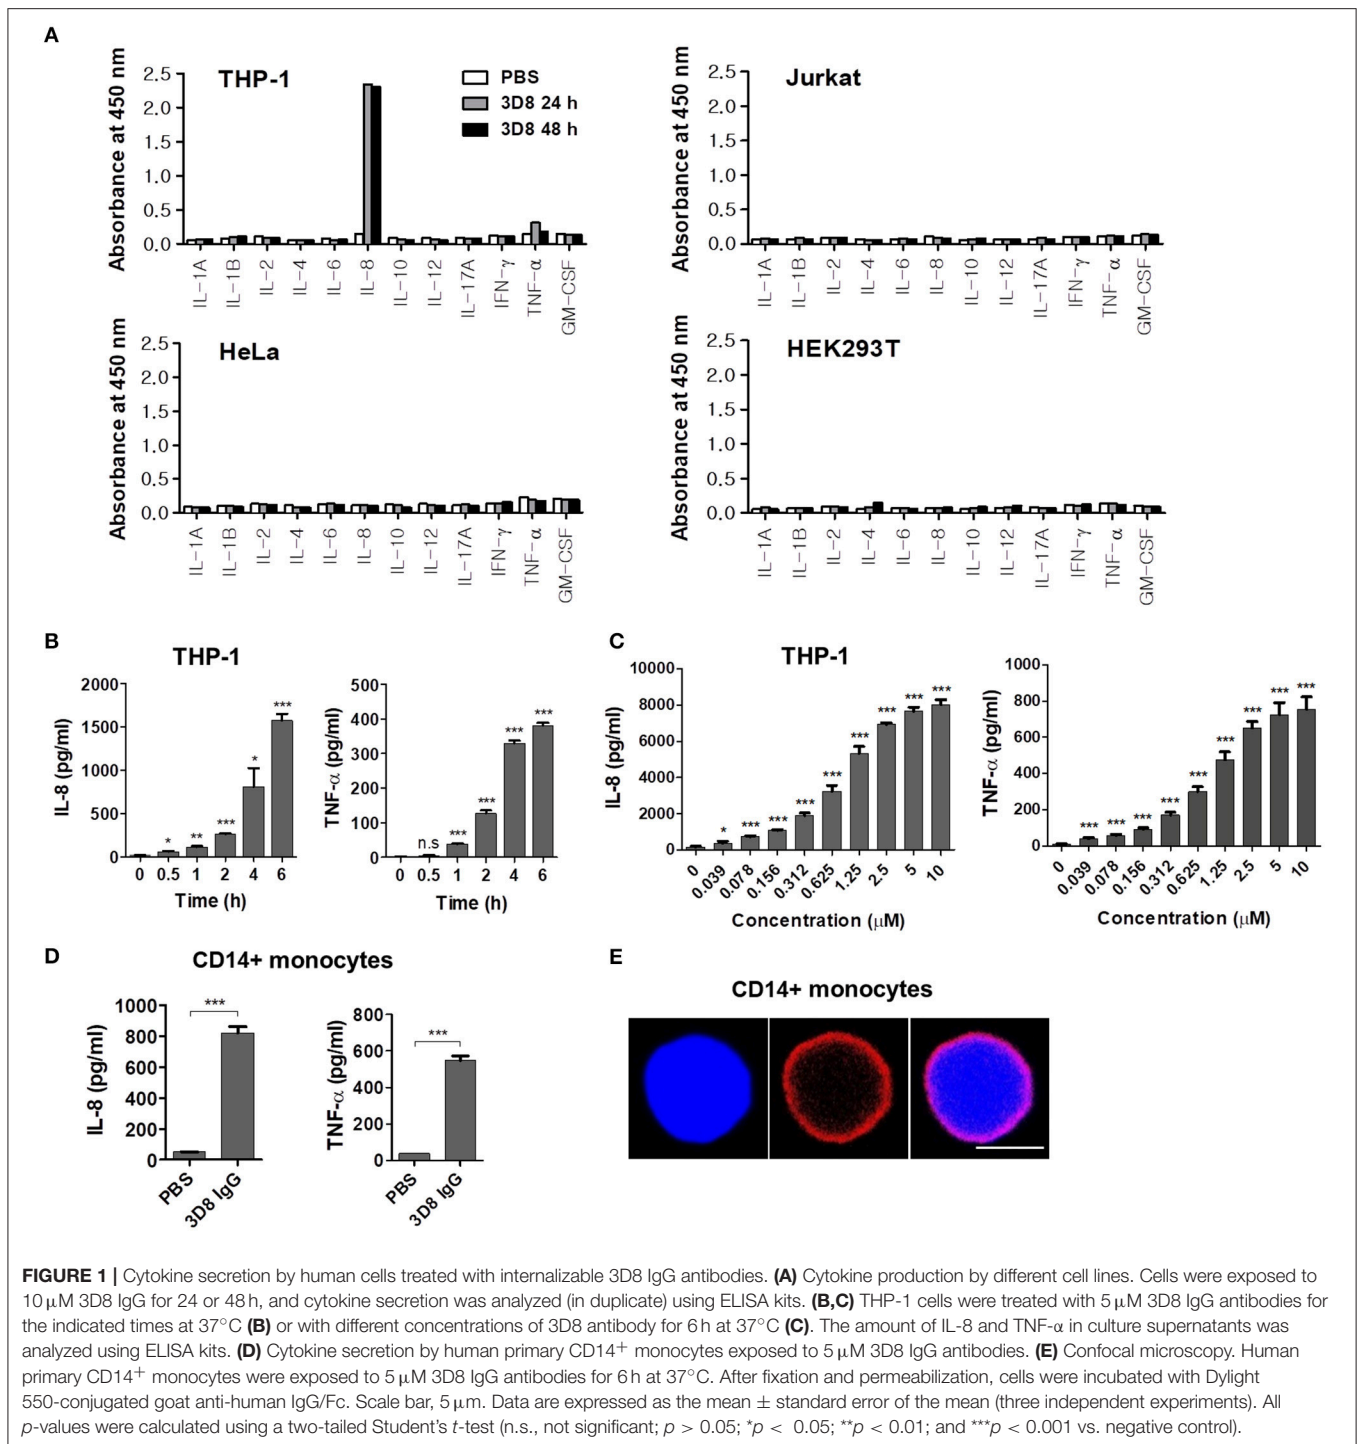 A
THP-1
PBS
3D8 24 h
3D8 48 h
Absorbance at 450 nm
2.5
2.0
1.5
1.0
0.5
0.0
IL-1A
IL-1B
IL-2
IL-4
IL-6
IL-8
IL-10
IL-12
IL-17A
IFN-γ
TNF-α
GM-CSF
Jurkat
Absorbance at 450 nm
2.5
2.0
1.5
1.0
0.5
0.0
IL-1A
IL-1B
IL-2
IL-4
IL-6
IL-8
IL-10
IL-12
IL-17A
IFN-γ
TNF-α
GM-CSF
HeLa
Absorbance at 450 nm
2.5
2.0
1.5
1.0
0.5
0.0
IL-1A
IL-1B
IL-2
IL-4
IL-6
IL-8
IL-10
IL-12
IL-17A
IFN-γ
TNF-α
GM-CSF
HEK293T
Absorbance at 450 nm
2.5
2.0
1.5
1.0
0.5
0.0
IL-1A
IL-1B
IL-2
IL-4
IL-6
IL-8
IL-10
IL-12
IL-17A
IFN-γ
TNF-α
GM-CSF
B
THP-1
IL-8 (pg/ml)
2000
1500
1000
500
0
* ** *** * ***
0 0.5 1 2 4 6
Time (h)
TNF-α (pg/ml)
500
400
300
200
100
0
n.s *** *** *** ***
0 0.5 1 2 4 6
Time (h)
C
THP-1
IL-8 (pg/ml)
10000
8000
6000
4000
2000
0
* *** *** *** *** *** *** *** ***
0 0.039 0.078 0.156 0.312 0.625 1.25 2.5 5 10
Concentration (μM)
TNF-α (pg/ml)
1000
800
600
400
200
0
*** *** *** *** *** *** *** *** ***
0 0.039 0.078 0.156 0.312 0.625 1.25 2.5 5 10
Concentration (μM)
D
CD14+ monocytes
IL-8 (pg/ml)
1000
800
600
400
200
0
***
PBS
3D8 IgG
TNF-α (pg/ml)
800
600
400
200
0
***
PBS
3D8 IgG
E
CD14+ monocytes
FIGURE 1 | Cytokine secretion by human cells treated with internalizable 3D8 IgG antibodies. (A) Cytokine production by different cell lines. Cells were exposed to
10 μM 3D8 IgG for 24 or 48 h, and cytokine secretion was analyzed (in duplicate) using ELISA kits. (B,C) THP-1 cells were treated with 5 μM 3D8 IgG antibodies for
the indicated times at 37°C (B) or with different concentrations of 3D8 antibody for 6 h at 37°C (C). The amount of IL-8 and TNF-α in culture supernatants was
analyzed using ELISA kits. (D) Cytokine secretion by human primary CD14+ monocytes exposed to 5 μM 3D8 IgG antibodies. (E) Confocal microscopy. Human
primary CD14+ monocytes were exposed to 5 μM 3D8 IgG antibodies for 6 h at 37°C. After fixation and permeabilization, cells were incubated with Dylight
550-conjugated goat anti-human IgG/Fc. Scale bar, 5 μm. Data are expressed as the mean ± standard error of the mean (three independent experiments). All
p-values were calculated using a two-tailed Student's t-test (n.s., not significant; p > 0.05; *p < 0.05; **p < 0.01; and ***p < 0.001 vs. negative control).